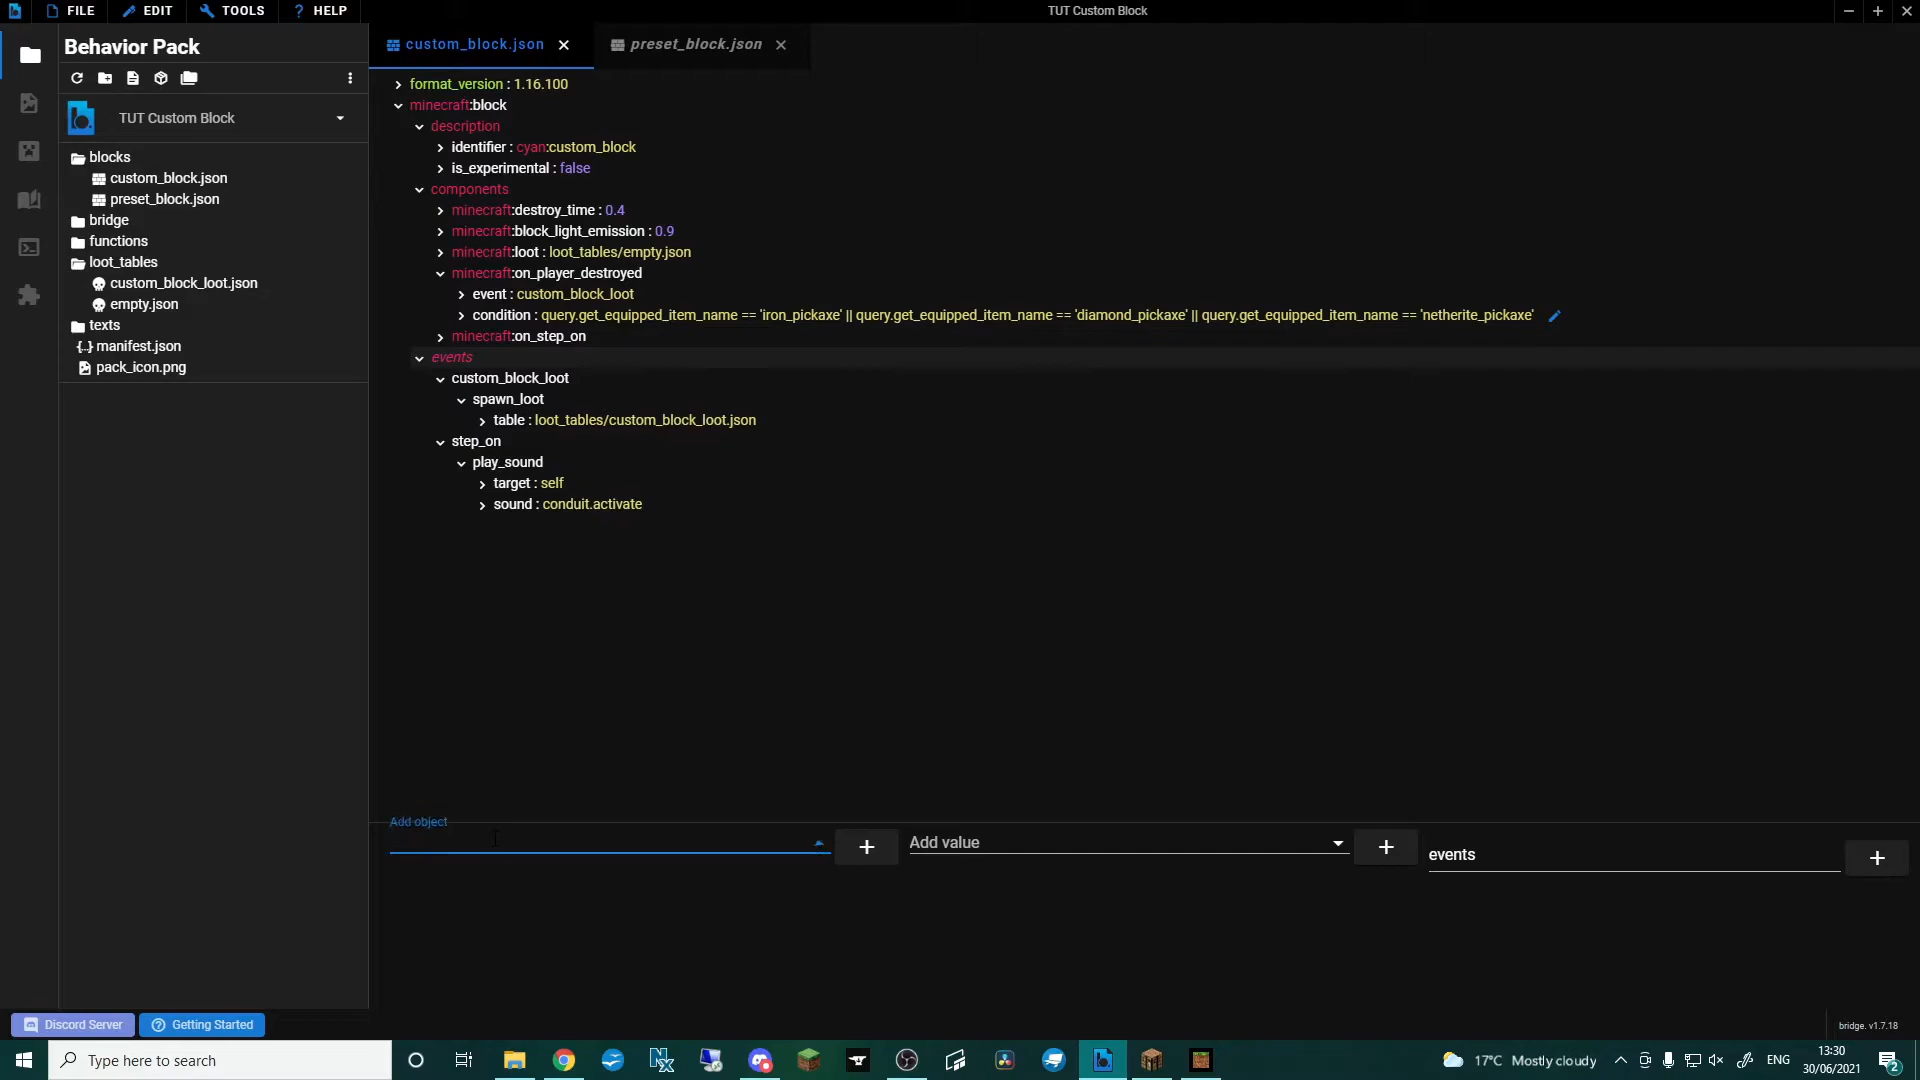 FILE EDIT TOOLS ? HELP TUT Custom Block
Behavior Pack
custom_block.json
preset_block.json
TUT Custom Block
blocks
custom_block.json
preset_block.json
bridge
functions
loot_tables
custom_block_loot.json
empty.json
texts
{..} manifest.json
pack_icon.png
format_version : 1.16.100
minecraft:block
description
identifier : cyan:custom_block
is_experimental : false
components
minecraft:destroy_time : 0.4
minecraft:block_light_emission : 0.9
minecraft:loot : loot_tables/empty.json
minecraft:on_player_destroyed
event : custom_block_loot
condition : query.get_equipped_item_name == 'iron_pickaxe' || query.get_equipped_item_name == 'diamond_pickaxe' || query.get_equipped_item_name == 'netherite_pickaxe'
minecraft:on_step_on
events
custom_block_loot
spawn_loot
table : loot_tables/custom_block_loot.json
step_on
play_sound
target : self
sound : conduit.activate
Add object
+
Add value
+
events
+
Discord Server
? Getting Started
bridge. v1.7.18
Type here to search
17°C Mostly cloudy
ENG
13:30
30/06/2021
2